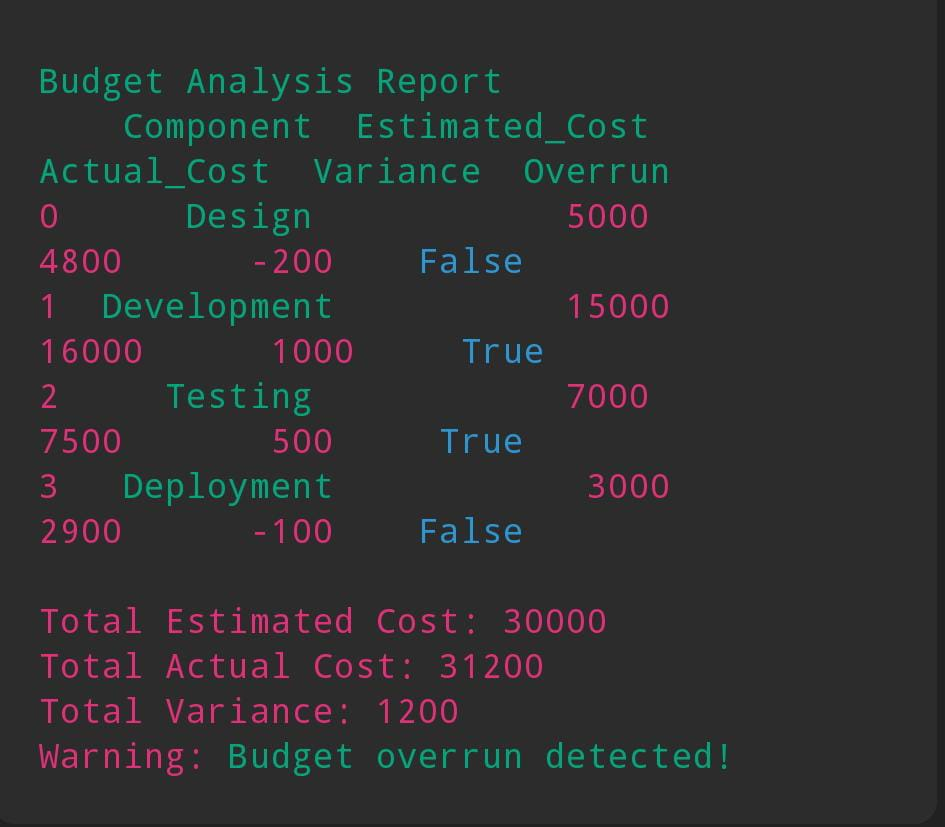 Budget Analysis Report
Component Estimated_Cost
Actual_Cost Variance Overrun
0 Design 5000
4800 -200 False
1 Development 15000
16000 1000 True
2 Testing 7000
7500 500 True
3 Deployment 3000
2900 -100 False
Total Estimated Cost: 30000
Total Actual Cost: 31200
Total Variance: 1200
Warning: Budget overrun detected!